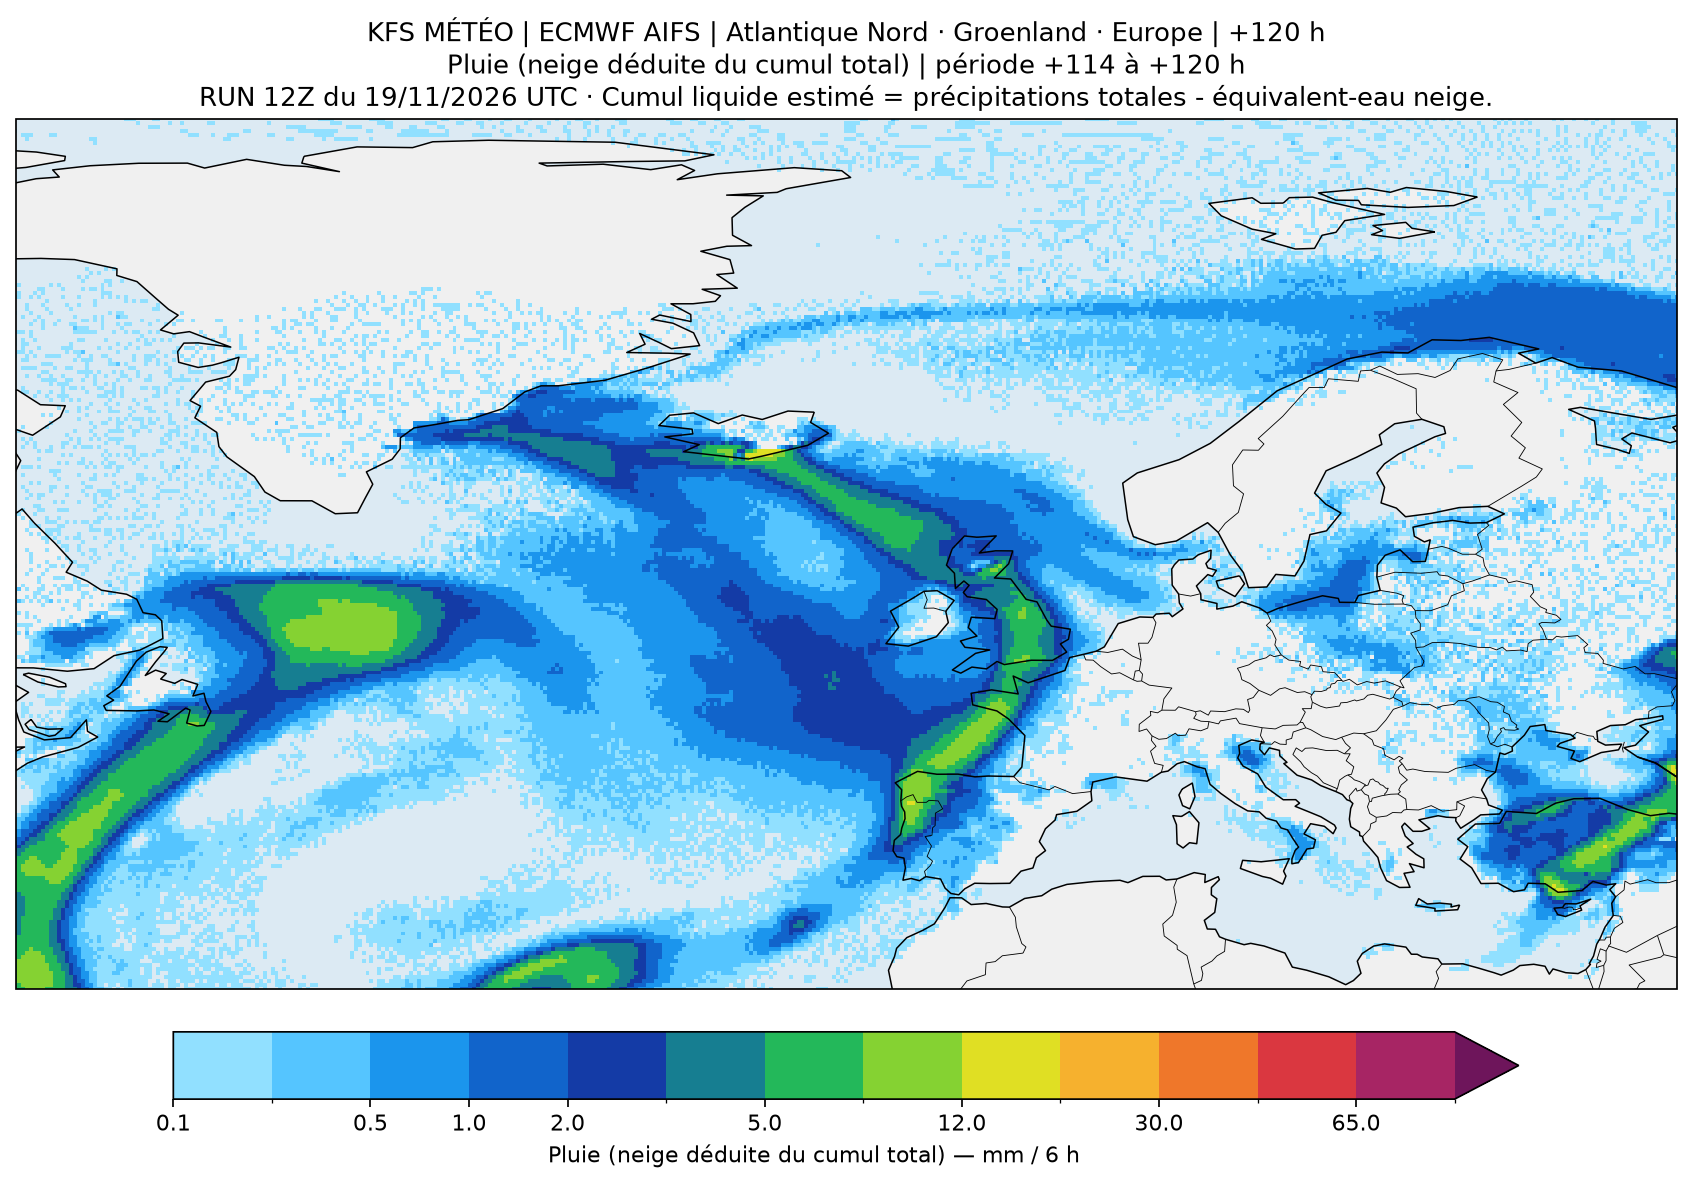 KFS MÉTÉO | ECMWF AIFS | Atlantique Nord · Groenland · Europe | +120 h
Pluie (neige déduite du cumul total) | période +114 à +120 h
RUN 12Z du 19/11/2026 UTC · Cumul liquide estimé = précipitations totales - équivalent-eau neige.
0.1 0.5 1.0 2.0 5.0 12.0 30.0 65.0
Pluie (neige déduite du cumul total) — mm / 6 h